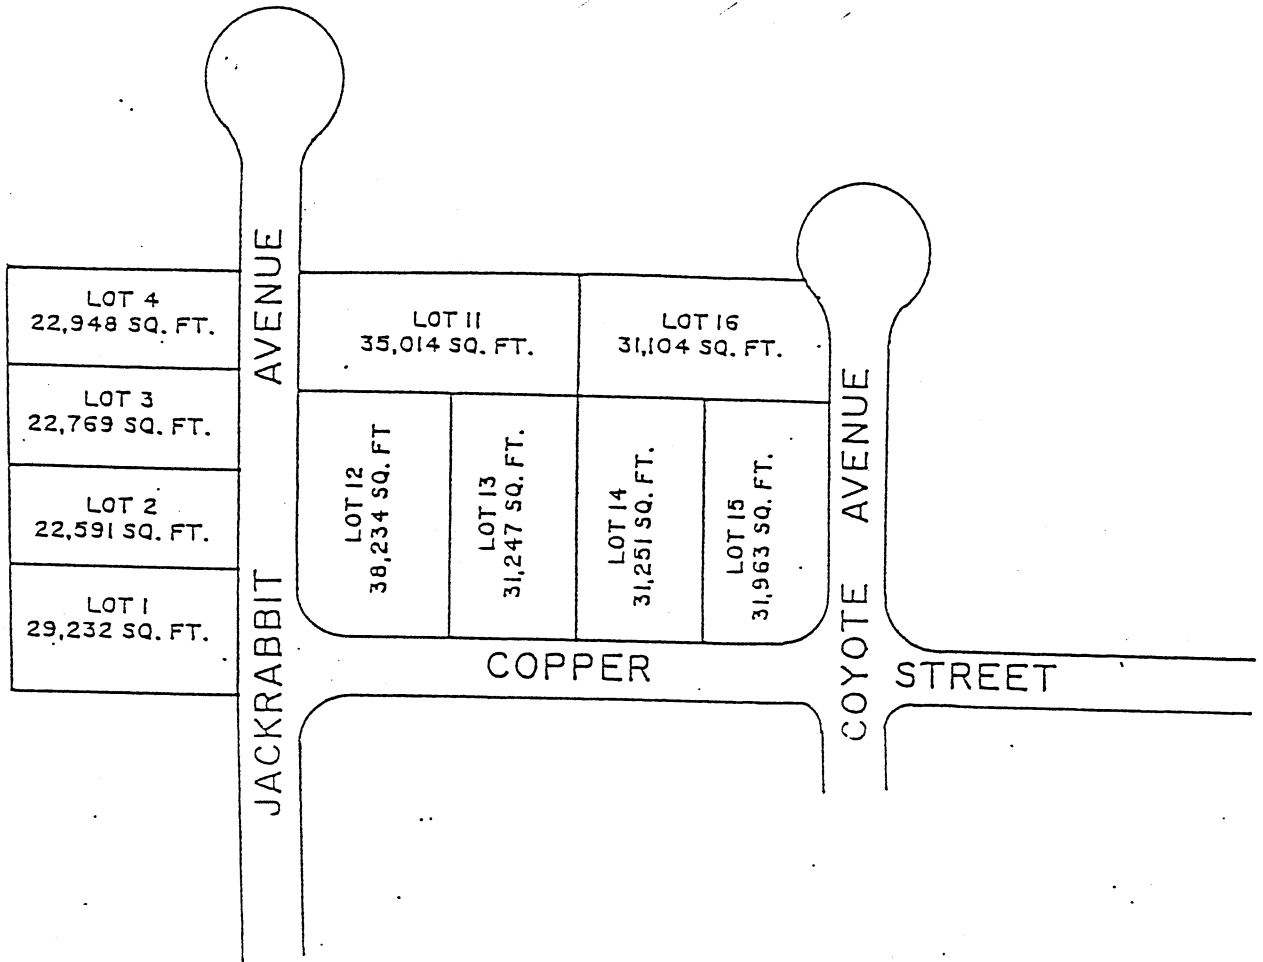 LOT 4
22,948 SQ. FT.
LOT 3
22,769 SQ. FT.
LOT 2
22,591 SQ. FT.
LOT 1
29,232 SQ. FT.
JACKRABBIT AVENUE
LOT 11
35,014 SQ. FT.
LOT 16
31,104 SQ. FT.
LOT 12
38,234 SQ. FT
LOT 13
31,247 SQ. FT.
LOT 14
31,251 SQ. FT.
LOT 15
31,963 SQ. FT.
COYOTE AVENUE
COPPER STREET